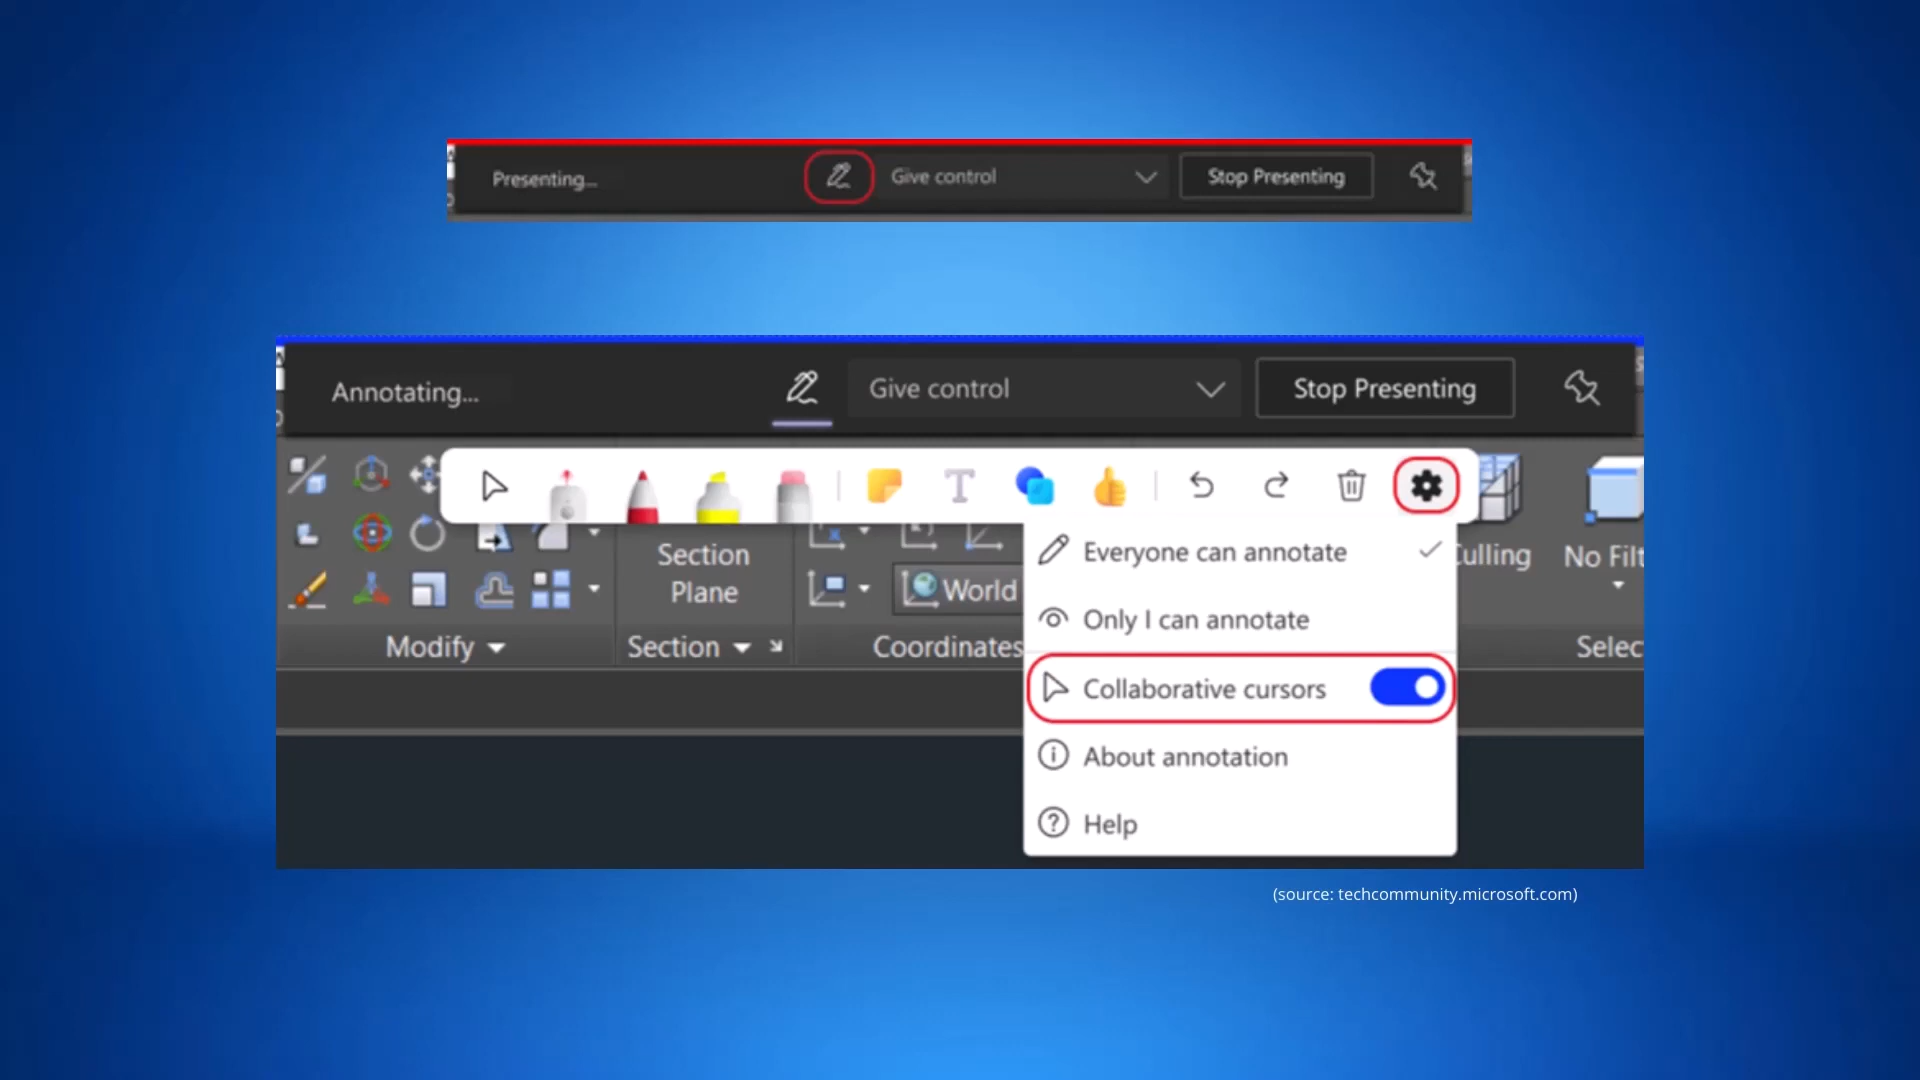 Presenting...
Give control
Stop Presenting
Annotating...
Give control
Stop Presenting
Section
Plane
World
No Filt
Modify
Section
Coordinates
Selec
Everyone can annotate
Only I can annotate
Collaborative cursors
About annotation
Help
(source: techcommunity.microsoft.com)